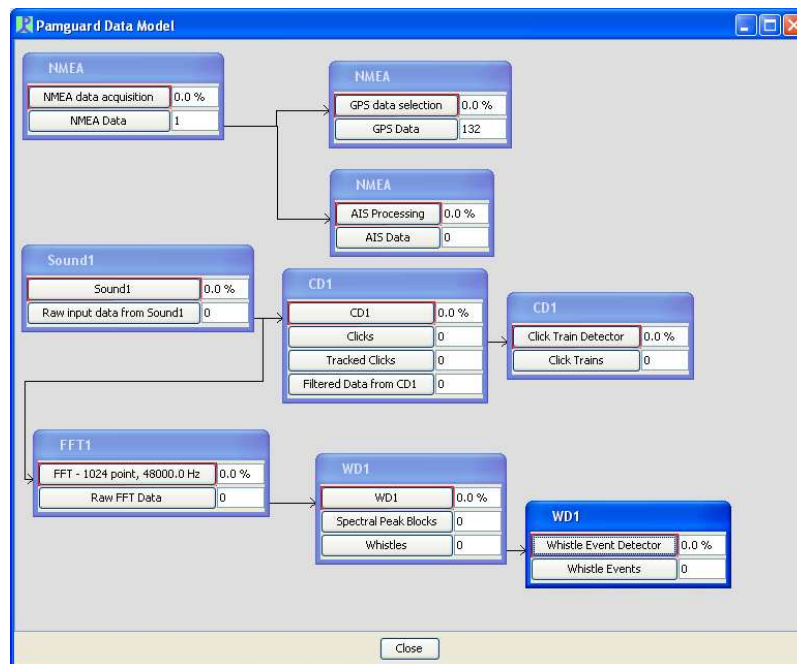 Pamguard Data Model
NMEA
NMEA data acquisition 0.0 %
NMEA Data 1
NMEA
GPS data selection 0.0 %
GPS Data 132
NMEA
AIS Processing 0.0 %
AIS Data 0
Sound1
Sound1 0.0 %
Raw input data from Sound1 0
CD1
CD1 0.0 %
Clicks 0
Tracked Clicks 0
Filtered Data from CD1 0
CD1
Click Train Detector 0.0 %
Click Trains 0
FFT1
FFT - 1024 point, 48000.0 Hz 0.0 %
Raw FFT Data 0
WD1
WD1 0.0 %
Spectral Peak Blocks 0
Whistles 0
WD1
Whistle Event Detector 0.0 %
Whistle Events 0
Close